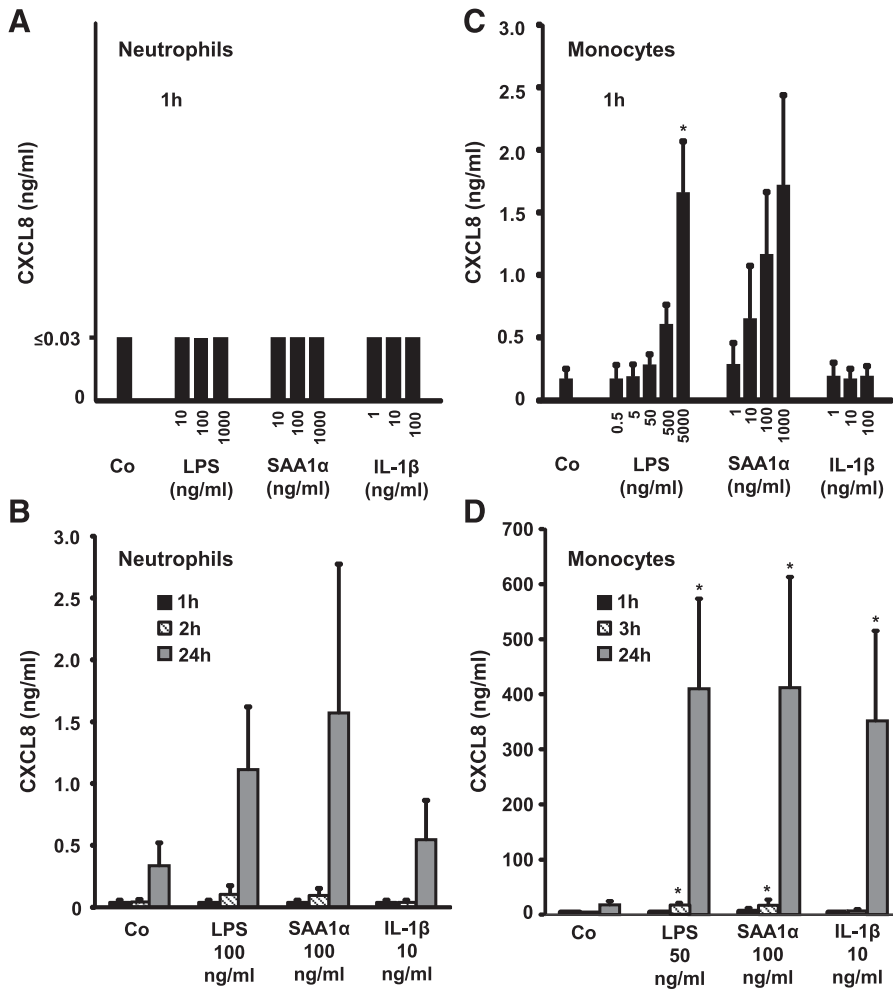 A
Neutrophils
1h
CXCL8 (ng/ml)
≤0.03
0
10 100 1000 10 100 1000 1 10 100
Co LPS SAA1α IL-1β
(ng/ml) (ng/ml) (ng/ml)
C
3.0
Monocytes
1h
2.5
*
2.0
CXCL8 (ng/ml)
1.5
1.0
0.5
0
0.5 5 50 500 5000 1 10 100 1000 1 10 100
Co LPS SAA1α IL-1β
(ng/ml) (ng/ml) (ng/ml)
B
3.0
Neutrophils
1h
2.5
2h
24h
2.0
CXCL8 (ng/ml)
1.5
1.0
0.5
0
Co LPS SAA1α IL-1β
100 100 10
ng/ml ng/ml ng/ml
D
700
Monocytes
*
*
1h
600
3h
*
24h
500
CXCL8 (ng/ml)
400
300
200
100
* *
0
Co LPS SAA1α IL-1β
50 100 10
ng/ml ng/ml ng/ml